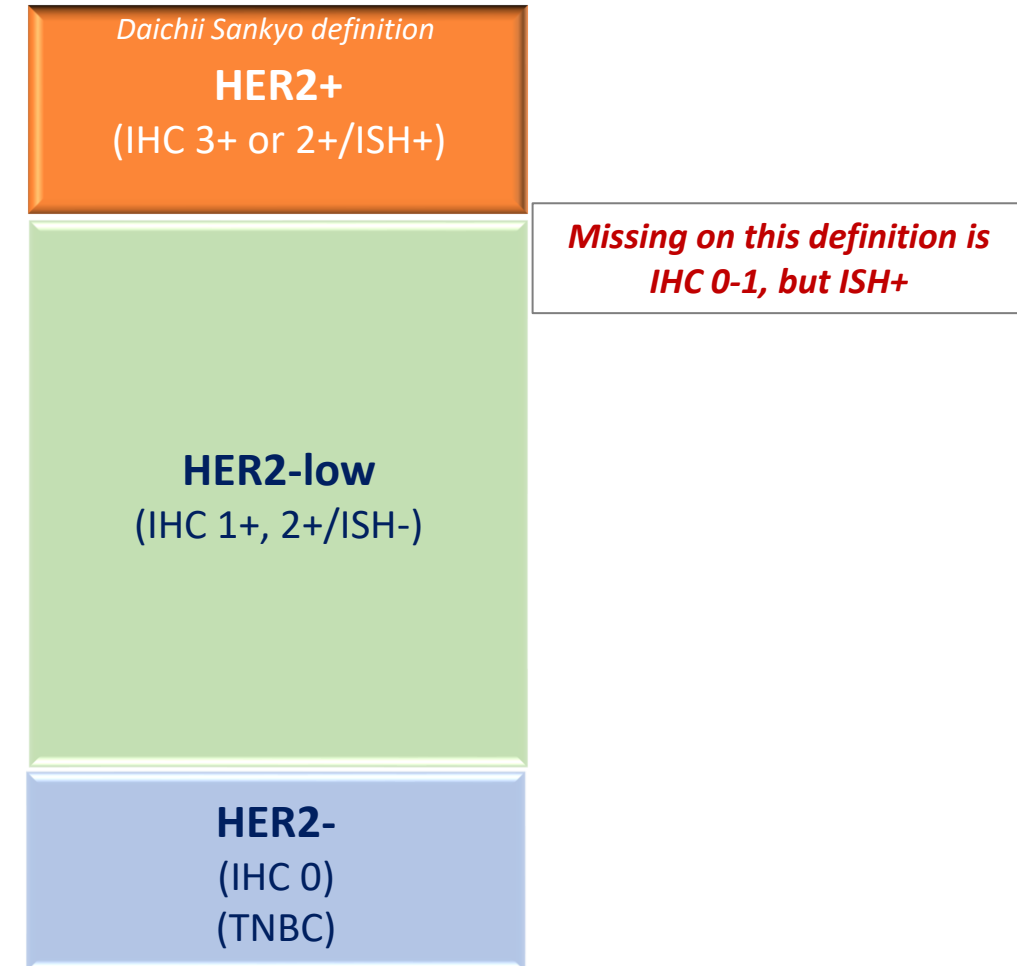 Daichii Sankyo definition
HER2+
(IHC 3+ or 2+/ISH+)
Missing on this definition is
IHC 0-1, but ISH+
HER2-low
(IHC 1+, 2+/ISH-)
HER2-
(IHC 0)
(TNBC)